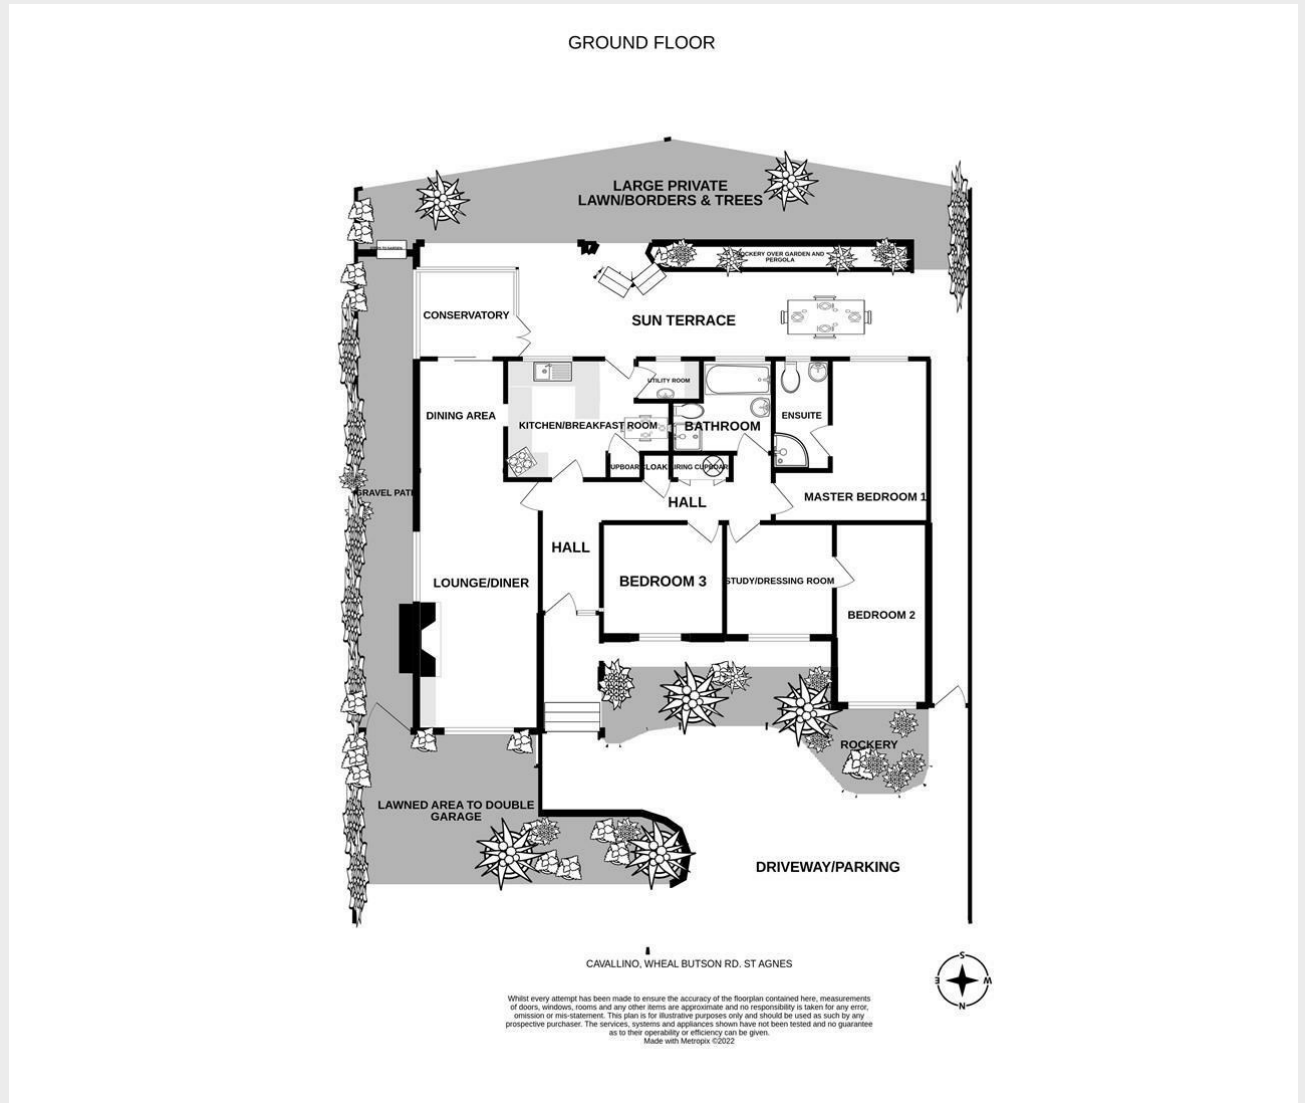 GROUND FLOOR
LARGE PRIVATE
LAWN/BORDERS & TREES
ROCKERY OVER GARDEN AND
PERGOLA
CONSERVATORY
SUN TERRACE
UTILITY ROOM
DINING AREA
ENSUITE
KITCHEN/BREAKFAST ROOM
BATHROOM
UPBOAR
CLOAK
IRING CUPBOAR
GRAVEL PATH
HALL
MASTER BEDROOM 1
HALL
LOUNGE/DINER
BEDROOM 3
STUDY/DRESSING ROOM
BEDROOM 2
ROCKERY
LAWNED AREA TO DOUBLE
GARAGE
DRIVEWAY/PARKING
CAVALLINO, WHEAL BUTSON RD. ST AGNES
S
E
W
N
Whilst every attempt has been made to ensure the accuracy of the floorplan contained here, measurements
of doors, windows, rooms and any other items are approximate and no responsibility is taken for any error,
omission or mis-statement. This plan is for illustrative purposes only and should be used as such by any
prospective purchaser. The services, systems and appliances shown have not been tested and no guarantee
as to their operability or efficiency can be given.
Made with Metropix ©2022